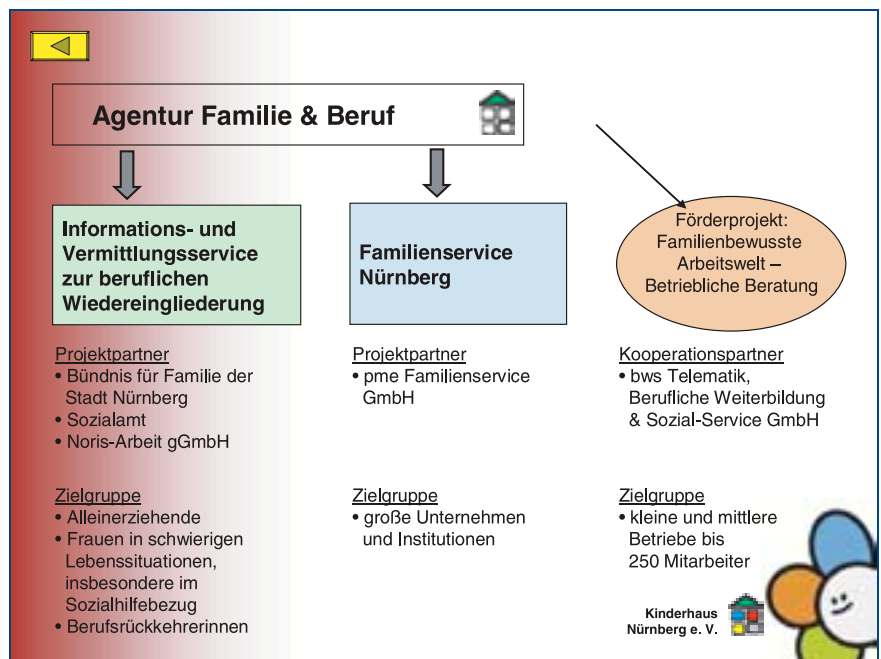 Agentur Familie & Beruf
Informations- und
Vermittlungsservice
zur beruflichen
Wiedereingliederung
Familienservice
Nürnberg
Förderprojekt:
Familienbewusste
Arbeitswelt –
Betriebliche Beratung
Projektpartner
• Bündnis für Familie der
Stadt Nürnberg
• Sozialamt
• Noris-Arbeit gGmbH
Projektpartner
• pme Familienservice
GmbH
Kooperationspartner
• bws Telematik,
Berufliche Weiterbildung
& Sozial-Service GmbH
Zielgruppe
• Alleinerziehende
• Frauen in schwierigen
Lebenssituationen,
insbesondere im
Sozialhilfebezug
• Berufsrückkehrerinnen
Zielgruppe
• große Unternehmen
und Institutionen
Zielgruppe
• kleine und mittlere
Betriebe bis
250 Mitarbeiter
Kinderhaus
Nürnberg e. V.